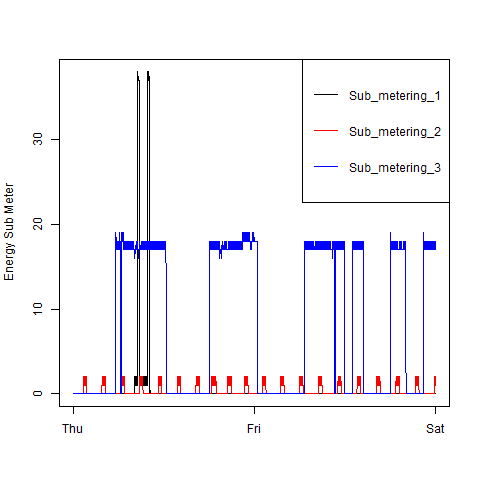 Sub_metering_1
Sub_metering_2
Sub_metering_3
Energy Sub Meter
30
20
10
0
Thu Fri Sat